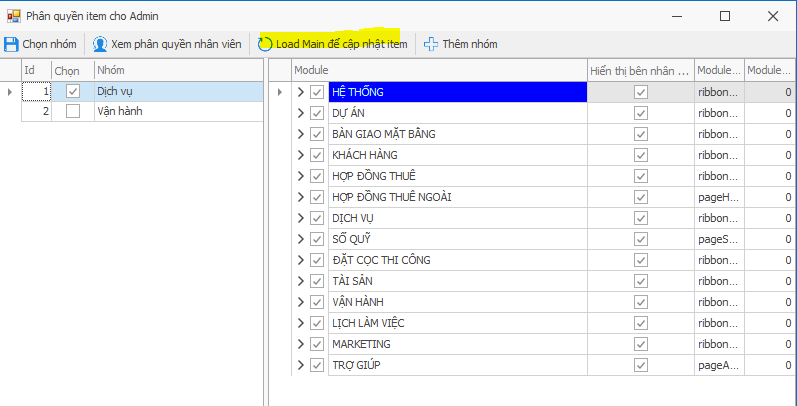 Phân quyền item cho Admin
Chọn nhóm Xem phân quyền nhân viên Load Main để cập nhật item Thêm nhóm
Id Chọn Nhóm
1 Dịch vụ
2 Vận hành
Module Hiển thị bên nhân ... Module... Module...
HỆ THỐNG ribbon... 0
DỰ ÁN ribbon... 0
BÀN GIAO MẶT BẰNG ribbon... 0
KHÁCH HÀNG ribbon... 0
HỢP ĐỒNG THUÊ ribbon... 0
HỢP ĐỒNG THUÊ NGOÀI pageH... 0
DỊCH VỤ ribbon... 0
SỔ QUỸ pageS... 0
ĐẶT CỌC THI CÔNG ribbon... 0
TÀI SẢN ribbon... 0
VẬN HÀNH ribbon... 0
LỊCH LÀM VIỆC ribbon... 0
MARKETING ribbon... 0
TRỢ GIÚP pageA... 0